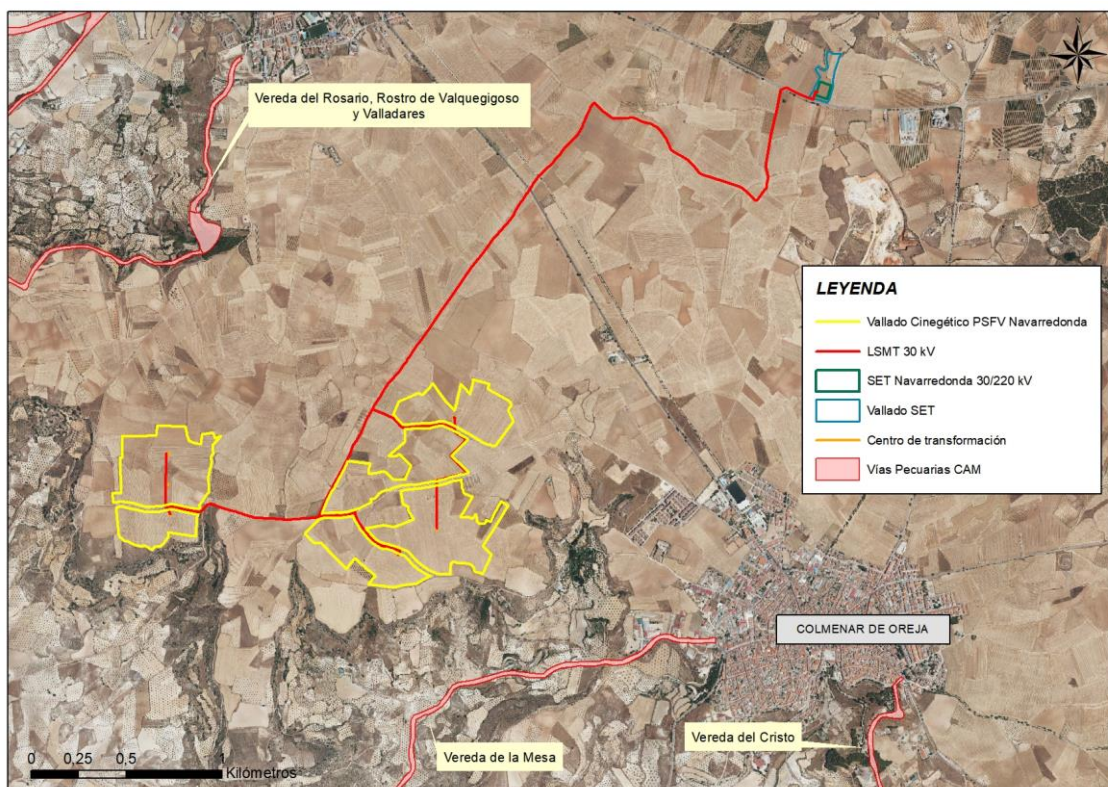 N
Vereda del Rosario, Rostro de Valquegigoso
y Valladares
LEYENDA
Vallado Cinegético PSFV Navarredonda
LSMT 30 kV
SET Navarredonda 30/220 kV
Vallado SET
Centro de transformación
Vías Pecuarias CAM
COLMENAR DE OREJA
Vereda del Cristo
Vereda de la Mesa
0 0,25 0,5 1
Kilómetros